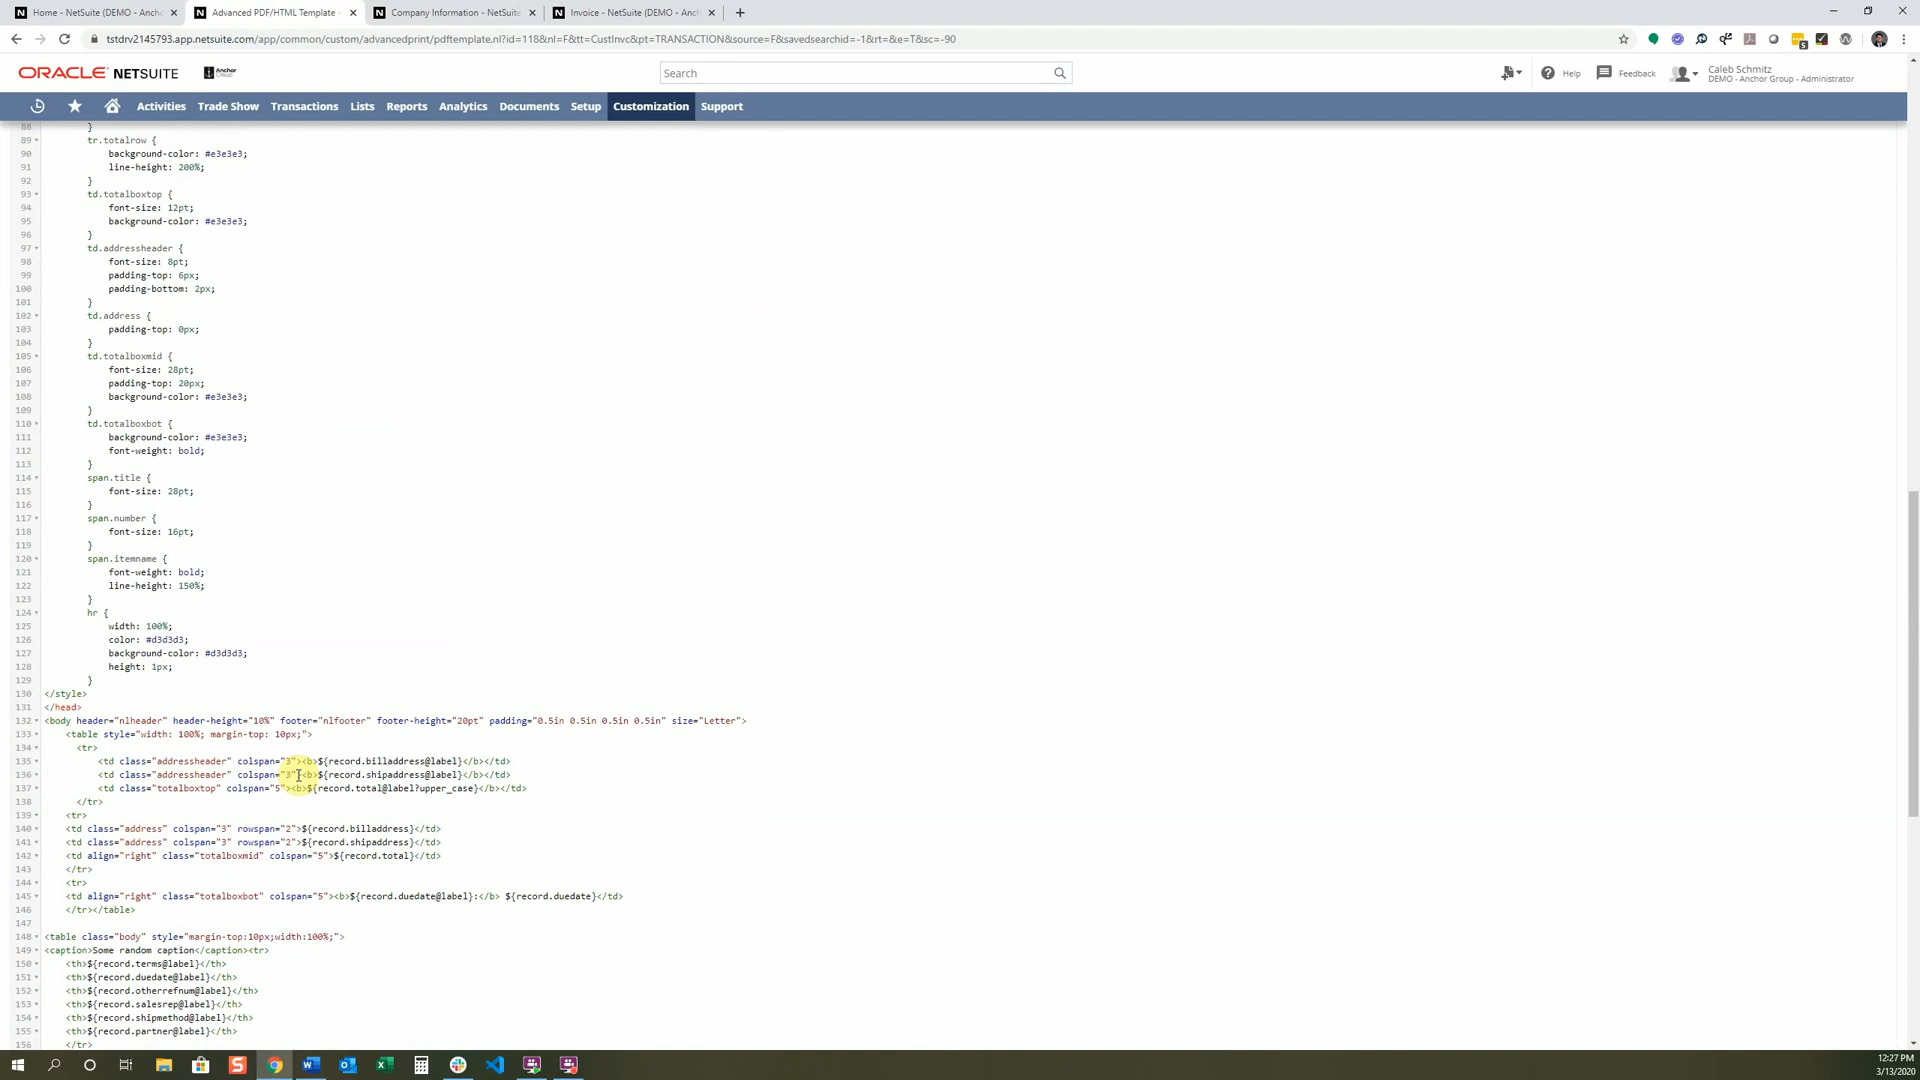 Home - NetSuite (DEMO - Ancho
Advanced PDF/HTML Template -
Company Information - NetSuite
Invoice - NetSuite (DEMO - Anch
tstdrv2145793.app.netsuite.com/app/common/custom/advancedprint/pdftemplate.nl?id=118&nl=F&tt=CustInvc&pt=TRANSACTION&source=F&savedsearchid=-1&rt=&e=T&sc=-90
ORACLE NETSUITE
Anchor
Search
Help
Feedback
Caleb Schmitz
DEMO - Anchor Group - Administrator
Activities Trade Show Transactions Lists Reports Analytics Documents Setup Customization Support
88 }
89 tr.totalrow {
90 background-color: #e3e3e3;
91 line-height: 200%;
92 }
93 td.totalboxtop {
94 font-size: 12pt;
95 background-color: #e3e3e3;
96 }
97 td.addressheader {
98 font-size: 8pt;
99 padding-top: 6px;
100 padding-bottom: 2px;
101 }
102 td.address {
103 padding-top: 0px;
104 }
105 td.totalboxmid {
106 font-size: 28pt;
107 padding-top: 20px;
108 background-color: #e3e3e3;
109 }
110 td.totalboxbot {
111 background-color: #e3e3e3;
112 font-weight: bold;
113 }
114 span.title {
115 font-size: 28pt;
116 }
117 span.number {
118 font-size: 16pt;
119 }
120 span.itemname {
121 font-weight: bold;
122 line-height: 150%;
123 }
124 hr {
125 width: 100%;
126 color: #d3d3d3;
127 background-color: #d3d3d3;
128 height: 1px;
129 }
130 </style>
131 </head>
132 <body header="nlheader" header-height="10%" footer="nlfooter" footer-height="20pt" padding="0.5in 0.5in 0.5in 0.5in" size="Letter">
133 <table style="width: 100%; margin-top: 10px;">
134 <tr>
135 <td class="addressheader" colspan="3"><b>${record.billaddress@label}</b></td>
136 <td class="addressheader" colspan="3"><b>${record.shipaddress@label}</b></td>
137 <td class="totalboxtop" colspan="5"><b>${record.total@label?upper_case}</b></td>
138 </tr>
139 <tr>
140 <td class="address" colspan="3" rowspan="2">${record.billaddress}</td>
141 <td class="address" colspan="3" rowspan="2">${record.shipaddress}</td>
142 <td align="right" class="totalboxmid" colspan="5">${record.total}</td>
143 </tr>
144 <tr>
145 <td align="right" class="totalboxbot" colspan="5"><b>${record.duedate@label}:</b> ${record.duedate}</td>
146 </tr></table>
147
148 <table class="body" style="margin-top:10px;width:100%;">
149 <caption>Some random caption</caption><tr>
150 <th>${record.terms@label}</th>
151 <th>${record.duedate@label}</th>
152 <th>${record.otherrefnum@label}</th>
153 <th>${record.salesrep@label}</th>
154 <th>${record.shipmethod@label}</th>
155 <th>${record.partner@label}</th>
156 </tr>
12:27 PM
3/13/2020